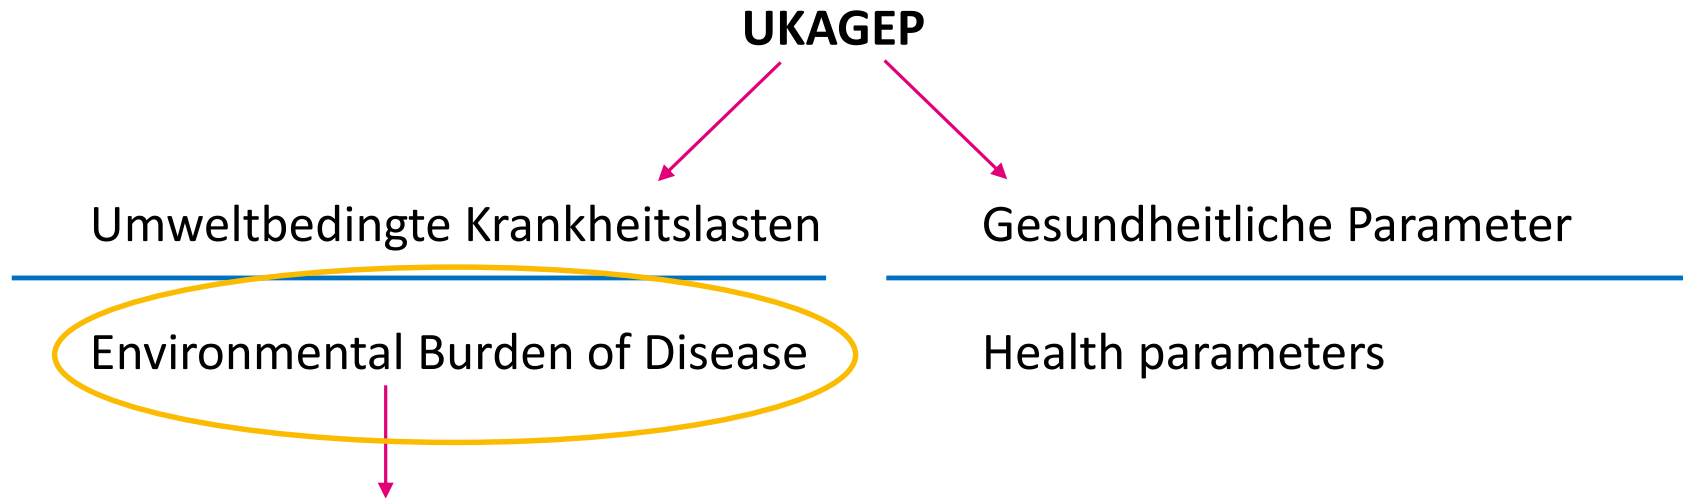 UKAGEP
Umweltbedingte Krankheitslasten
Gesundheitliche Parameter
Environmental Burden of Disease
Health parameters